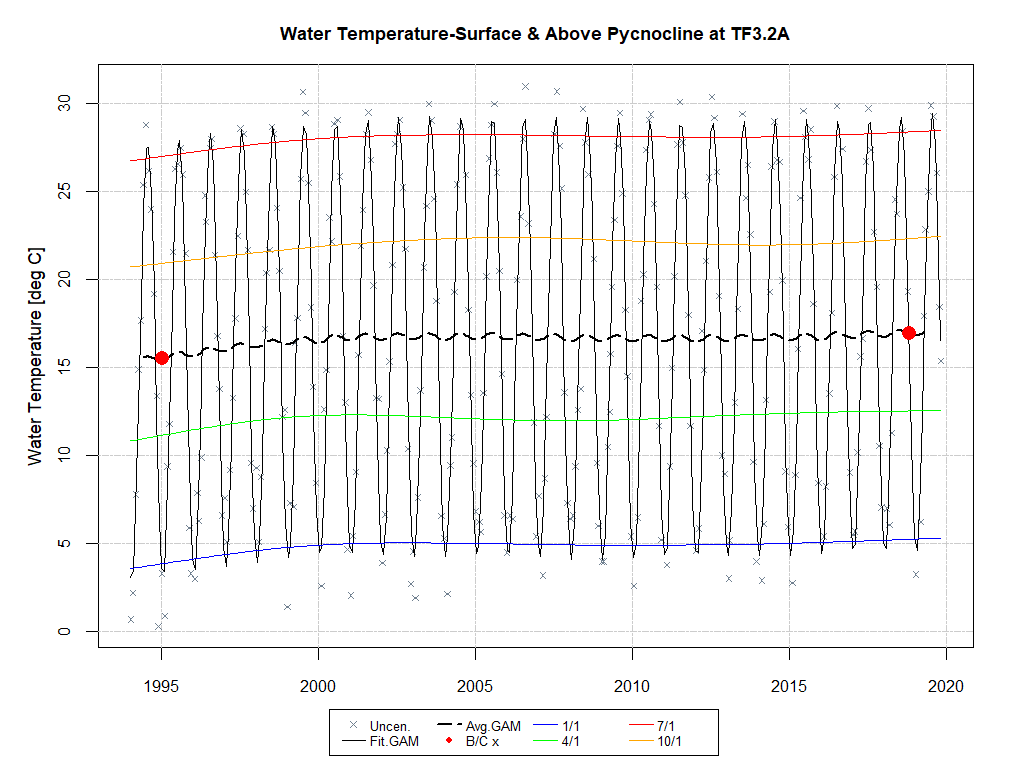 Water Temperature-Surface & Above Pycnocline at TF3.2A
Water Temperature [deg C]
30
25
20
15
10
5
0
1995 2000 2005 2010 2015 2020
Uncen. Avg.GAM 1/1 7/1
Fit.GAM B/C x 4/1 10/1